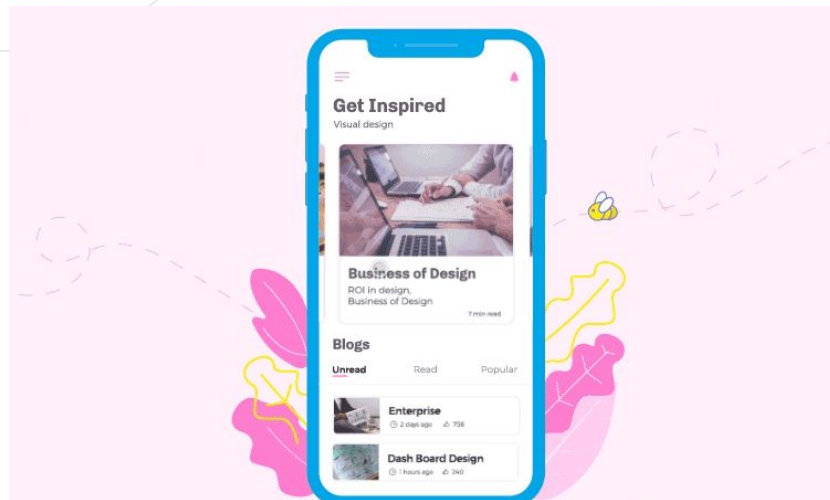 Get Inspired
Visual design
Business of Design
ROI in design,
Business of Design
7 min read
Blogs
Unread Read Popular
Enterprise
2 days ago 756
Dash Board Design
1 hours ago 240